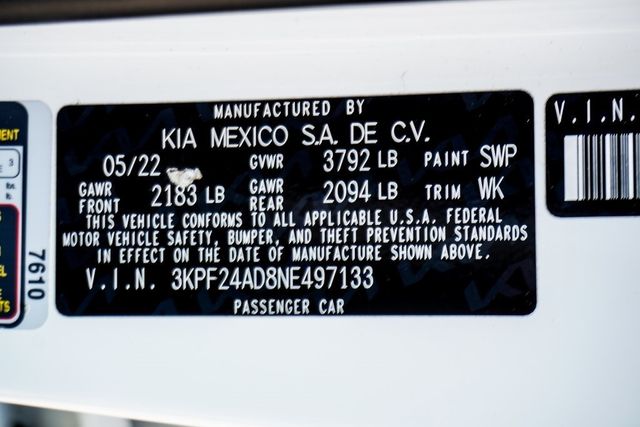 MANUFACTURED BY
KIA MEXICO S.A. DE C.V.
05/22 GVWR 3792 LB PAINT SWP
GAWR FRONT 2183 LB GAWR REAR 2094 LB TRIM WK
THIS VEHICLE CONFORMS TO ALL APPLICABLE U.S.A. FEDERAL
MOTOR VEHICLE SAFETY, BUMPER, AND THEFT PREVENTION STANDARDS
IN EFFECT ON THE DATE OF MANUFACTURE SHOWN ABOVE.
V.I.N. 3KPF24AD8NE497133
PASSENGER CAR
V.I.N.
7610
3